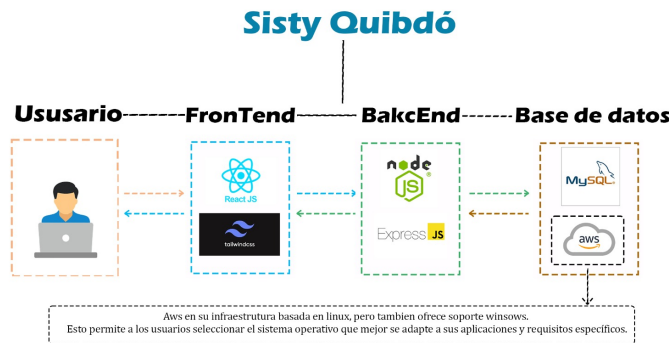 Sisty Quibdó
Ususario
FronTend
BakcEnd
Base de datos
React JS
tailwindcss
node
JS
Express JS
MySQL
aws
Aws en su infraestrutura basada en linux, pero tambien ofrece soporte winsows.
Esto permite a los usuarios seleccionar el sistema operativo que mejor se adapte a sus aplicaciones y requisitos específicos.